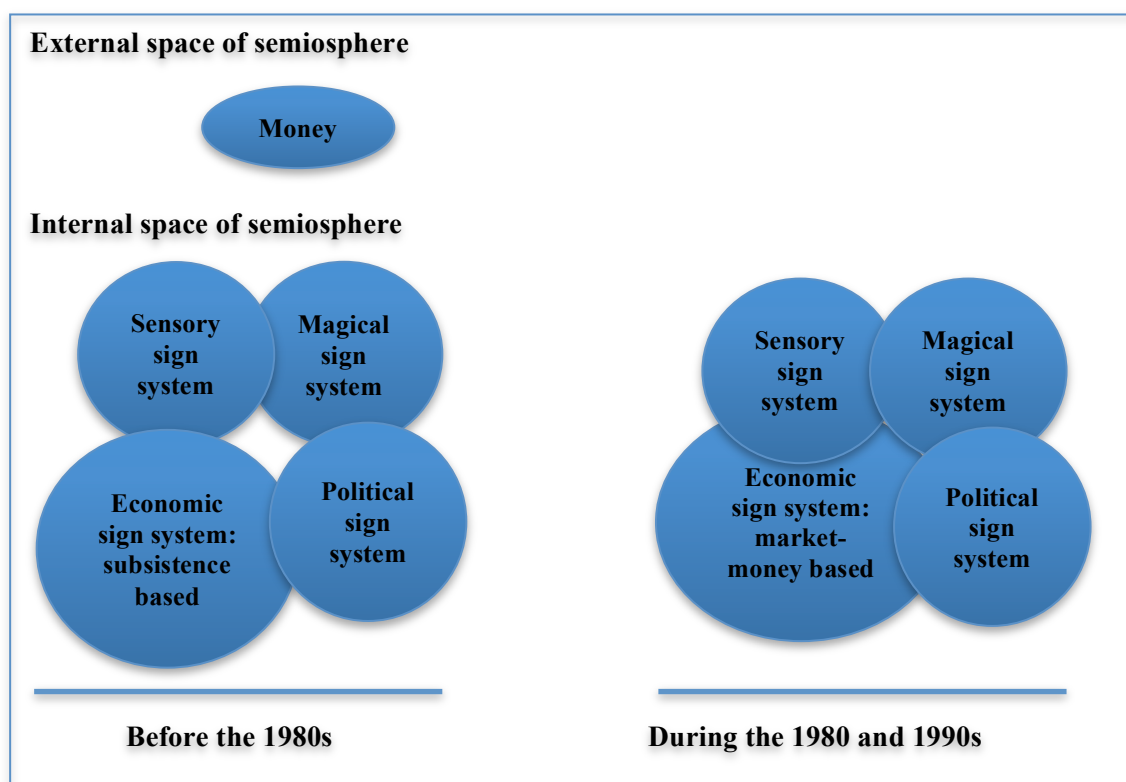 External space of semiosphere
Money
Internal space of semiosphere
Sensory
sign
system
Magical
sign
system
Economic
sign system:
subsistence
based
Political
sign
system
Before the 1980s
Sensory
sign
system
Magical
sign
system
Economic
sign system:
market-
money based
Political
sign
system
During the 1980 and 1990s